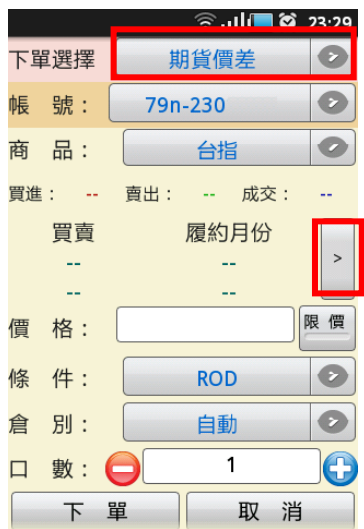 23:29
下單選擇 期貨價差
帳 號： 79n-230
商 品： 台指
買進： -- 賣出： -- 成交： --
買賣 履約月份
-- -- >
-- --
價 格： 限 價
條 件： ROD
倉 別： 自動
口 數： 1
下 單 取 消